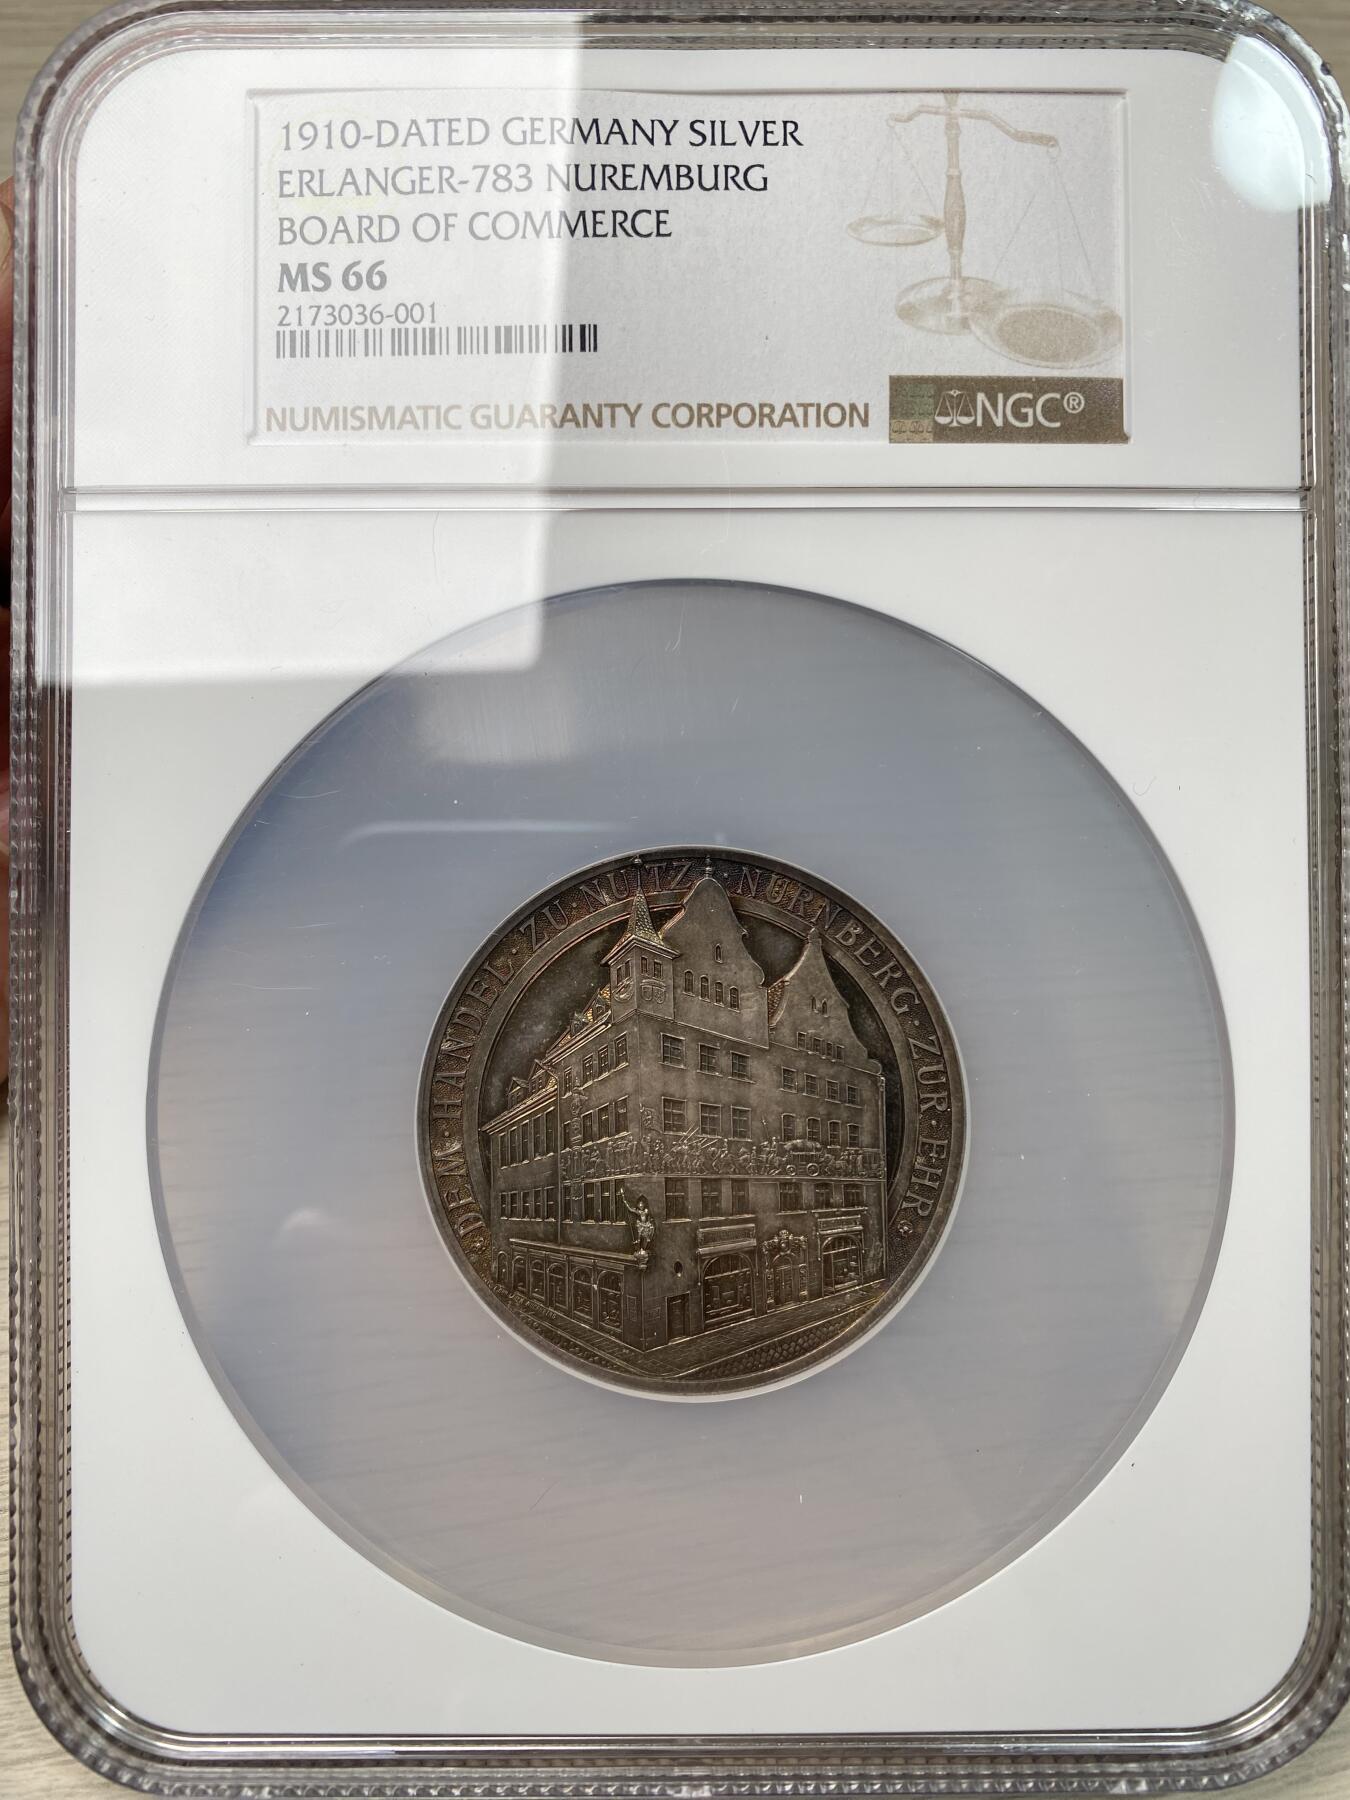 1910-DATED GERMANY SILVER
ERLANGER-783 NUREMBURG
BOARD OF COMMERCE
MS 66
2173036-001
NUMISMATIC GUARANTY CORPORATION
NGC®
DEM·HANDEL·ZU·NUTZ·NÜRNBERG·ZUR·EHR